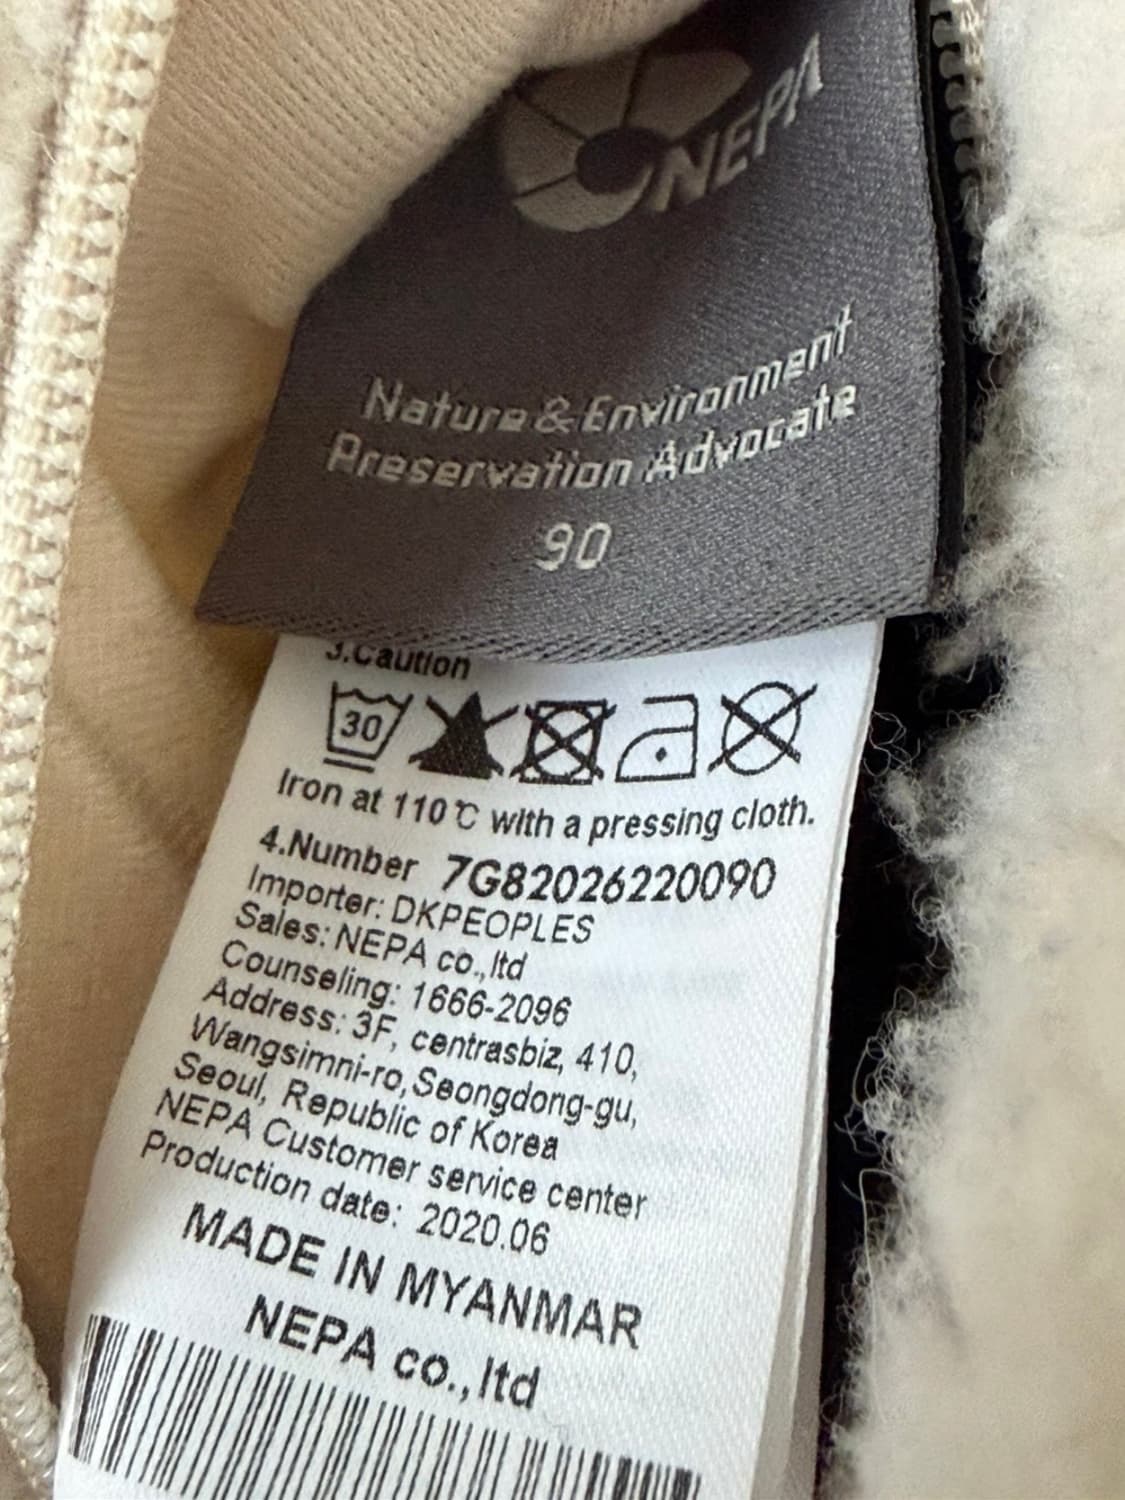 NEPA
Nature & Environment
Preservation Advocate
90
3.Caution
30
Iron at 110℃ with a pressing cloth.
4.Number 7G82026220090
Importer: DKPEOPLES
Sales: NEPA co.,ltd
Counseling: 1666-2096
Address: 3F, centrasbiz, 410,
Wangsimni-ro, Seongdong-gu,
Seoul, Republic of Korea
NEPA Customer service center
Production date: 2020.06
MADE IN MYANMAR
NEPA co.,ltd